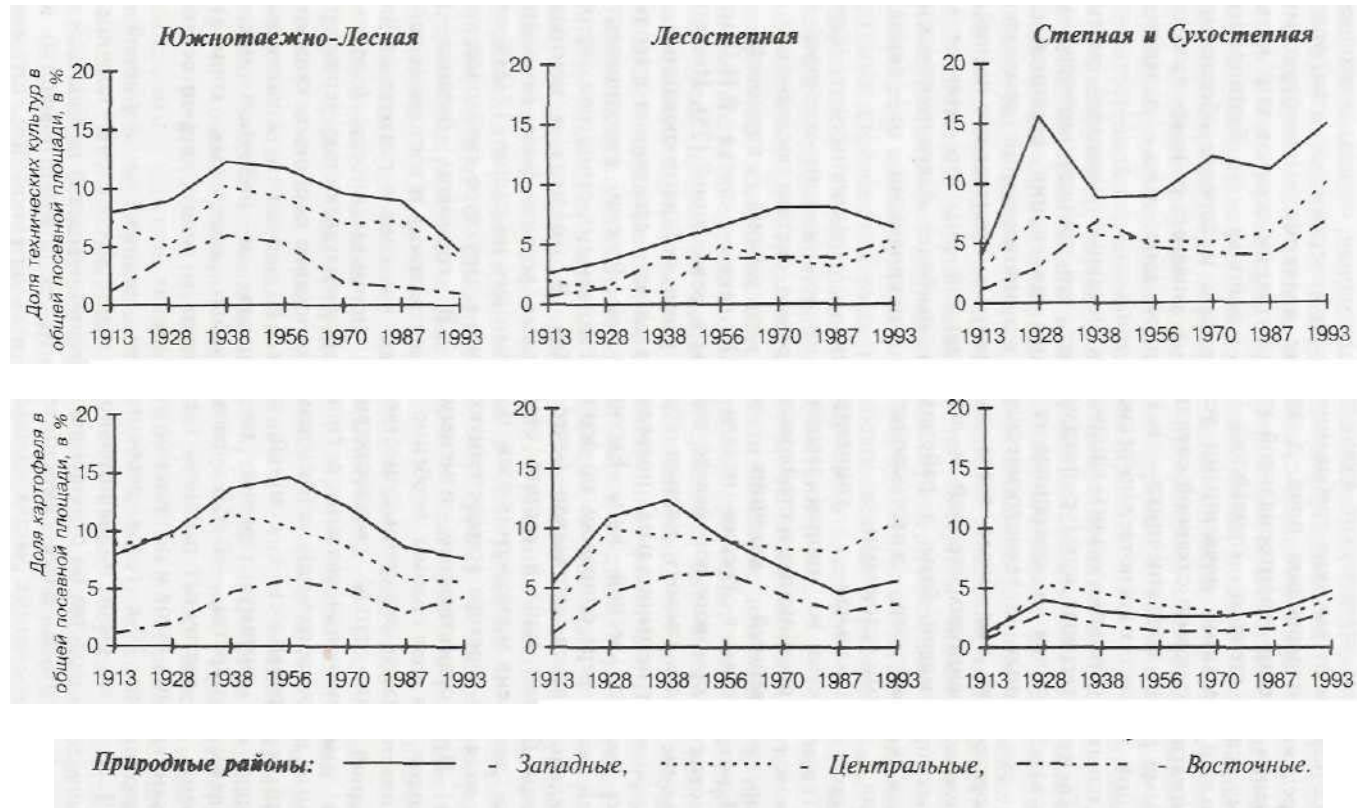 Южнотаежно-Лесная
Лесостепная
Степная и Сухостепная
Доля технических культур в
общей посевной площади, в %
20
15
10
5
0
1913 1928 1938 1956 1970 1987 1993
20
15
10
5
0
1913 1928 1938 1956 1970 1987 1993
20
15
10
5
0
1913 1928 1938 1956 1970 1987 1993
Доля картофеля в
общей посевной площади, в %
20
15
10
5
0
1913 1928 1938 1956 1970 1987 1993
20
15
10
5
0
1913 1928 1938 1956 1970 1987 1993
20
15
10
5
0
1913 1928 1938 1956 1970 1987 1993
Природные районы: - Западные, - Центральные, - Восточные.